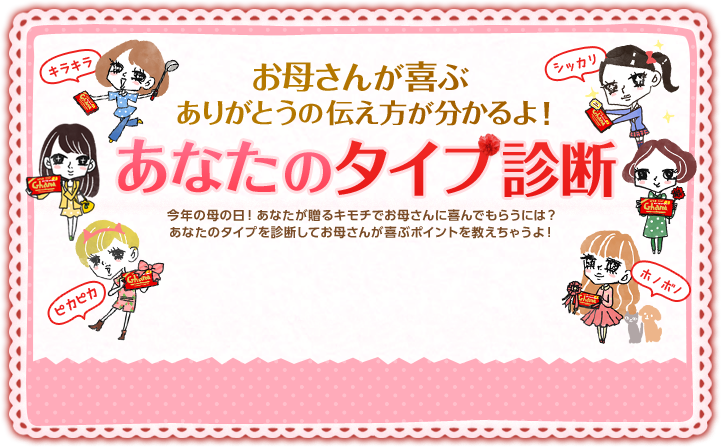 キラキラ
シッカリ
お母さんが喜ぶ
ありがとうの伝え方が分かるよ!
あなたのタイプ診断
今年の母の日!あなたが贈るキモチでお母さんに喜んでもらうには?
あなたのタイプを診断してお母さんが喜ぶポイントを教えちゃうよ!
Ghana
Ghana
Ghana
Ghana
ピカピカ
ホノボノ